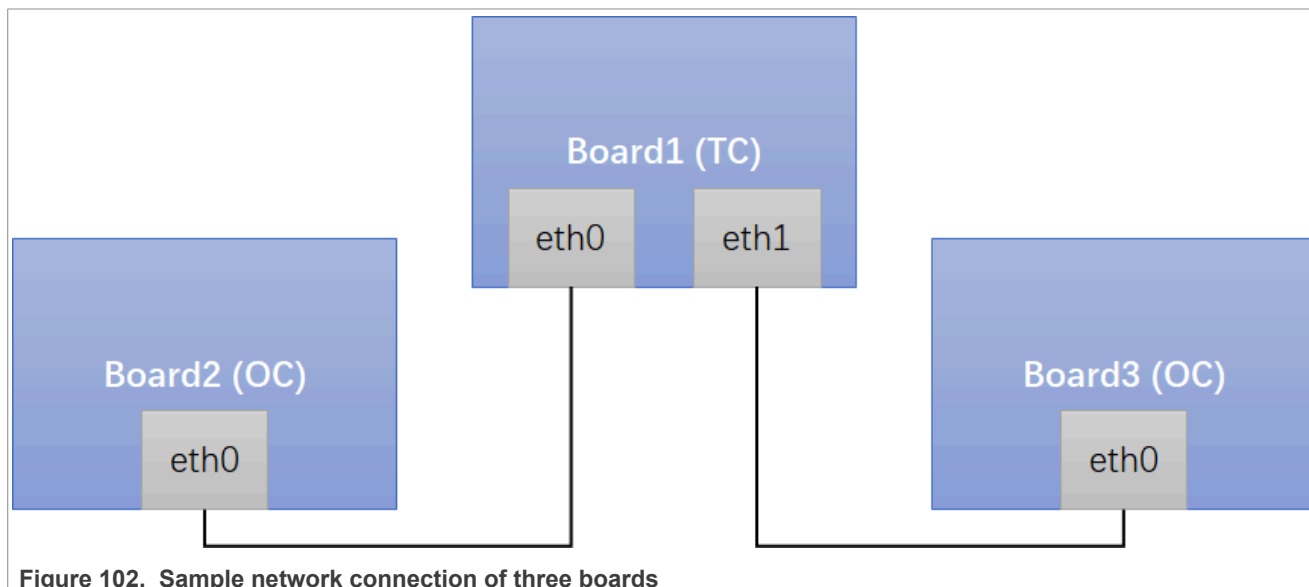 Board1 (TC)
eth0 eth1
Board2 (OC) Board3 (OC)
eth0 eth0
Figure 102. Sample network connection of three boards